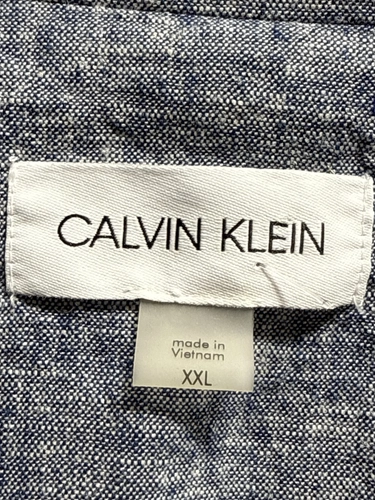 CALVIN KLEIN
made in
Vietnam
XXL